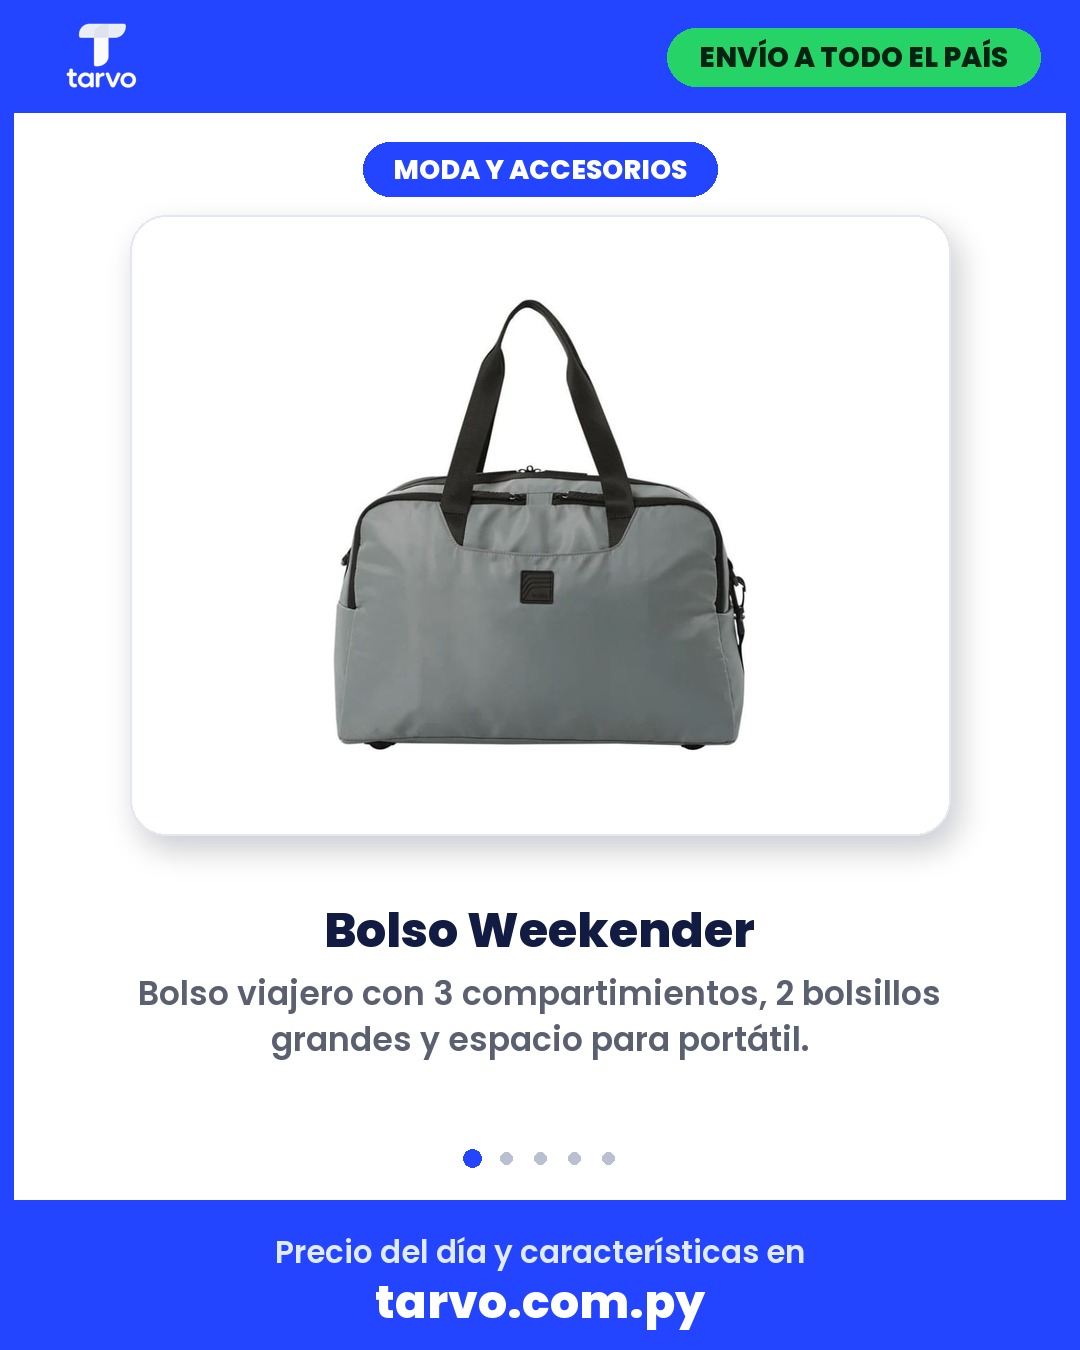 tarvo
ENVÍO A TODO EL PAÍS
MODA Y ACCESORIOS
Bolso Weekender
Bolso viajero con 3 compartimientos, 2 bolsillos
grandes y espacio para portátil.
Precio del día y características en
tarvo.com.py